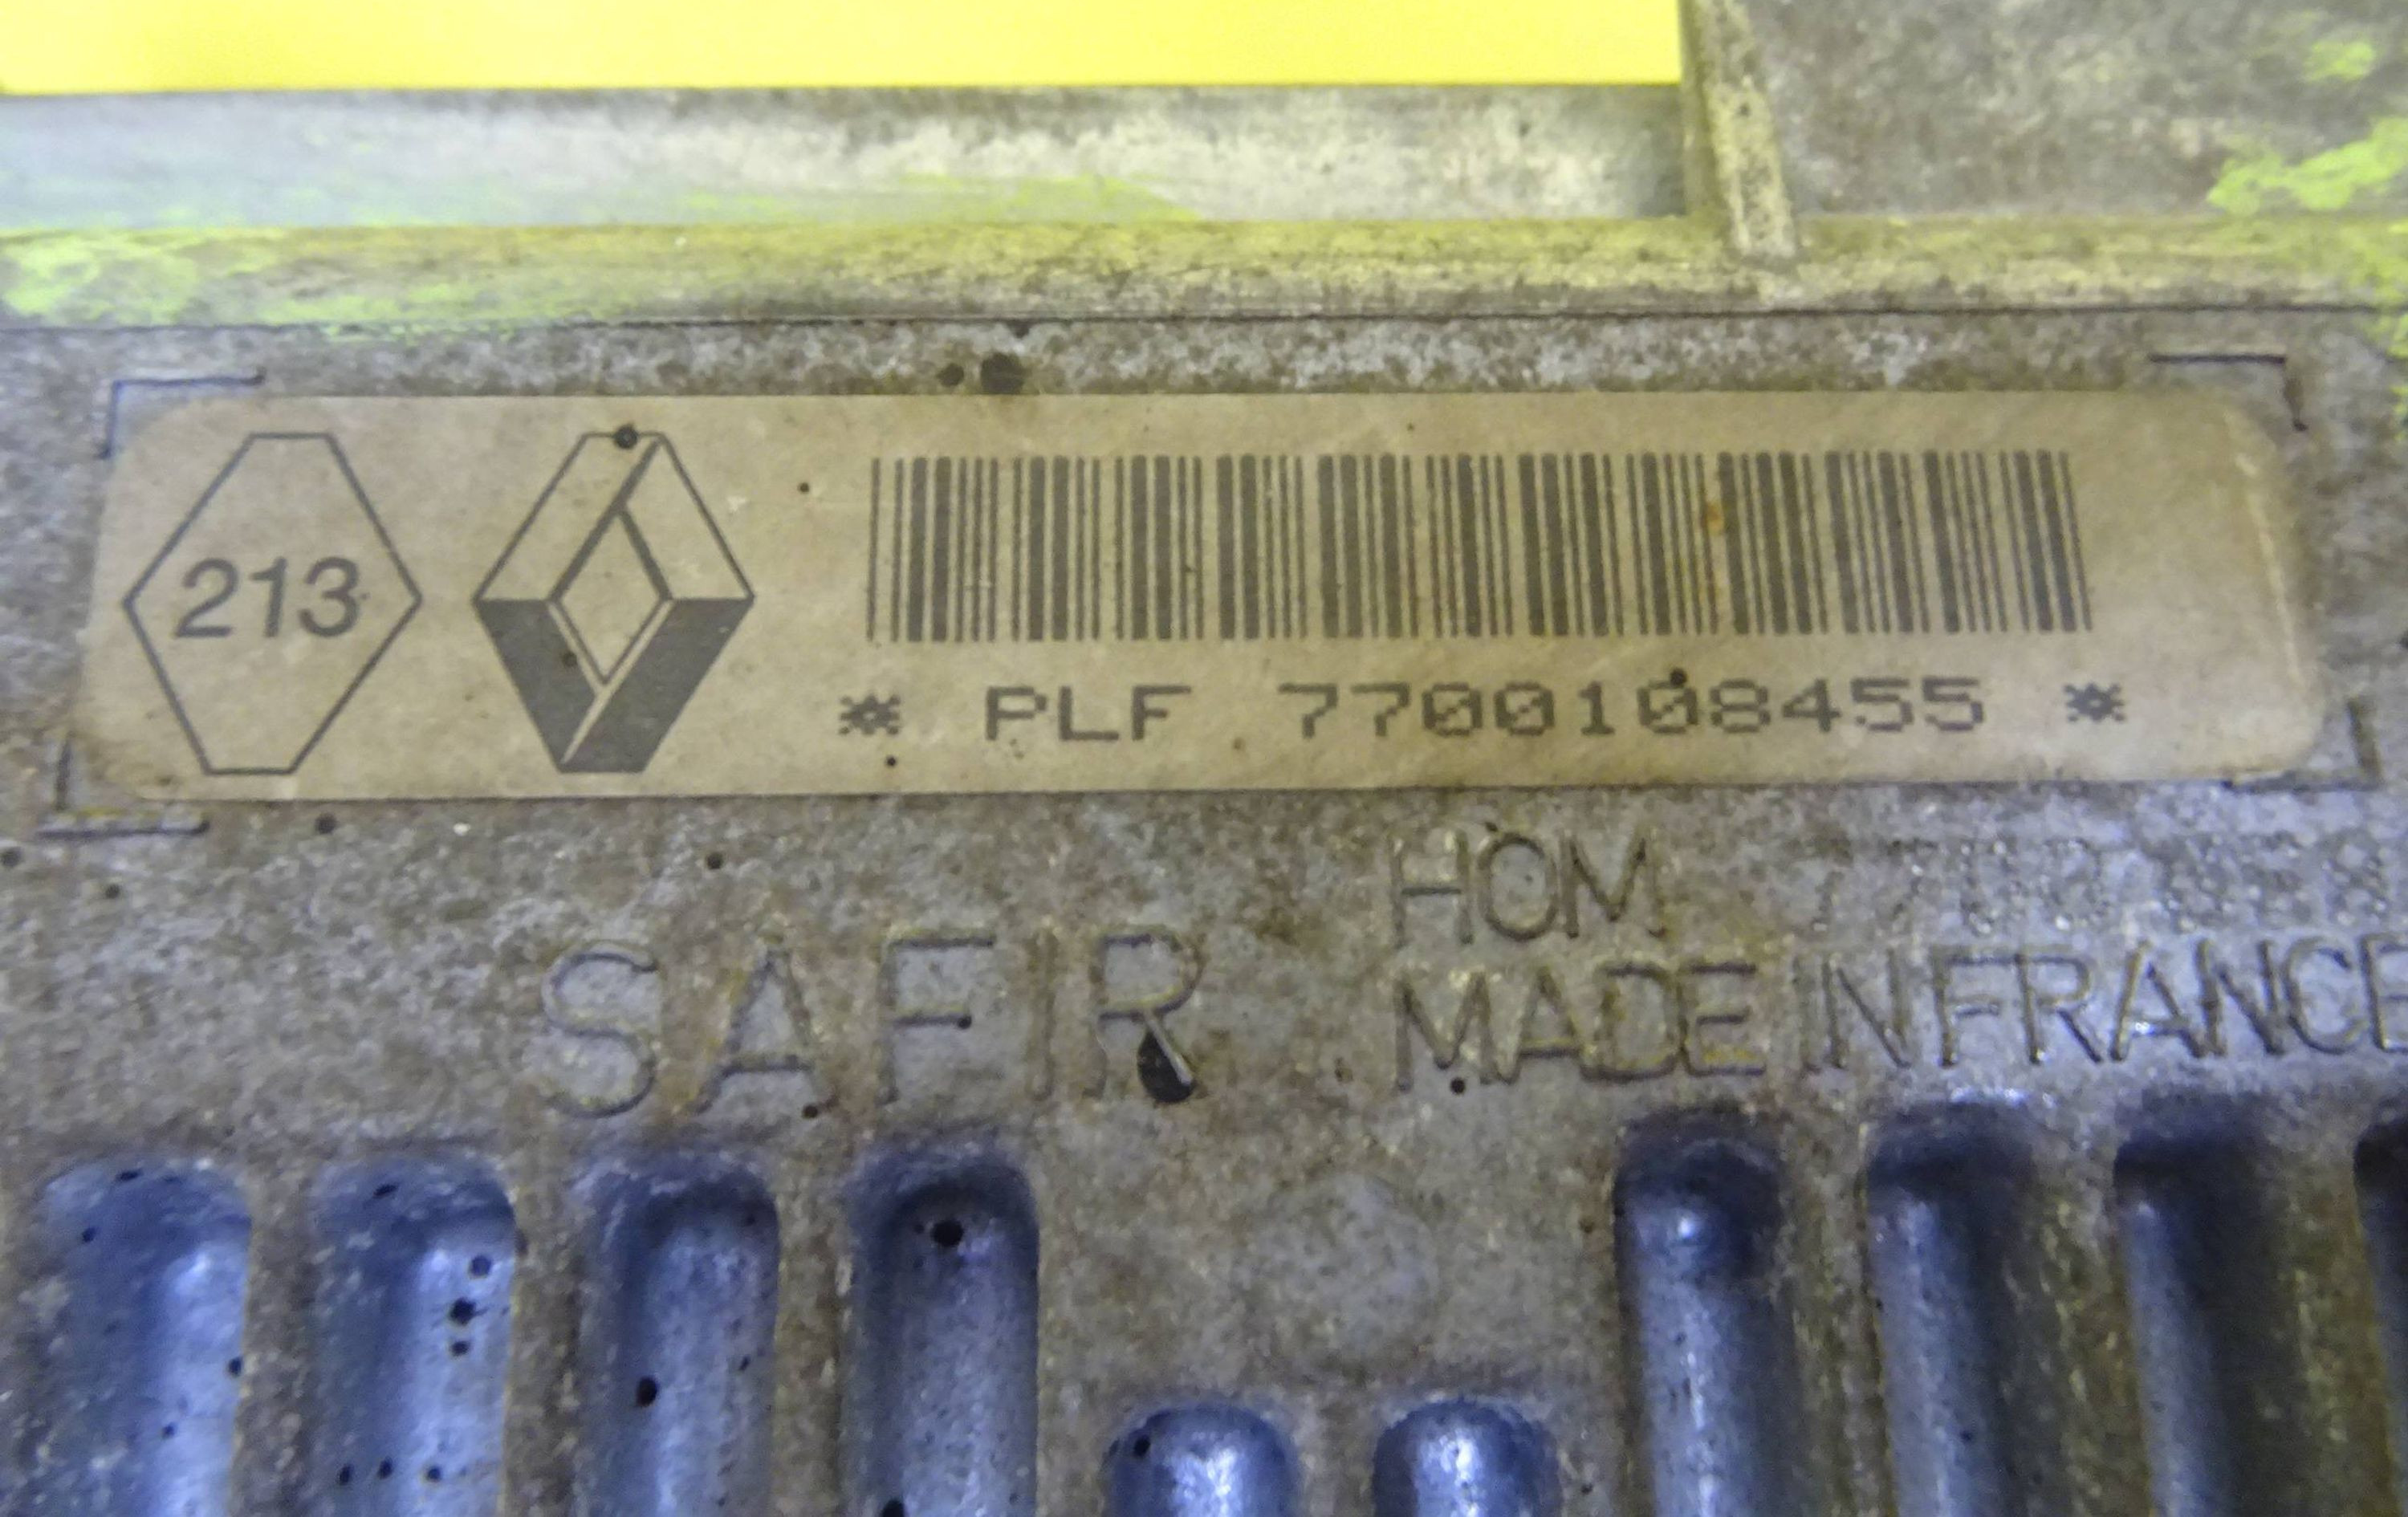 213
* PLF 7700108455 *
HOM
SAFIR
MADE IN FRANCE